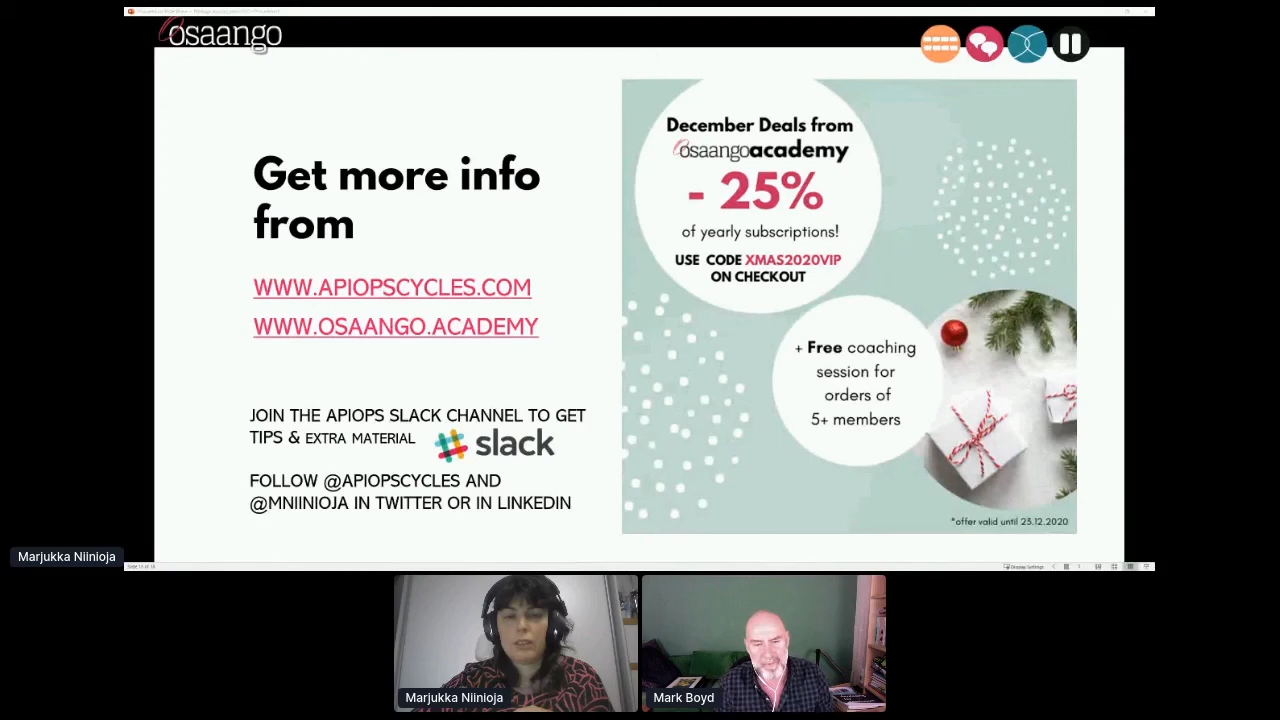 osaango
Get more info
from
WWW.APIOPSCYCLES.COM
WWW.OSAANGO.ACADEMY
JOIN THE APIOPS SLACK CHANNEL TO GET
TIPS & EXTRA MATERIAL
slack
FOLLOW @APIOPSCYCLES AND
@MNIINIOJA IN TWITTER OR IN LINKEDIN
December Deals from
osaangoacademy
- 25%
of yearly subscriptions!
USE CODE XMAS2020VIP
ON CHECKOUT
+ Free coaching
session for
orders of
5+ members
*offer valid until 23.12.2020
Marjukka Niinioja
Display Settings
Marjukka Niinioja
Mark Boyd